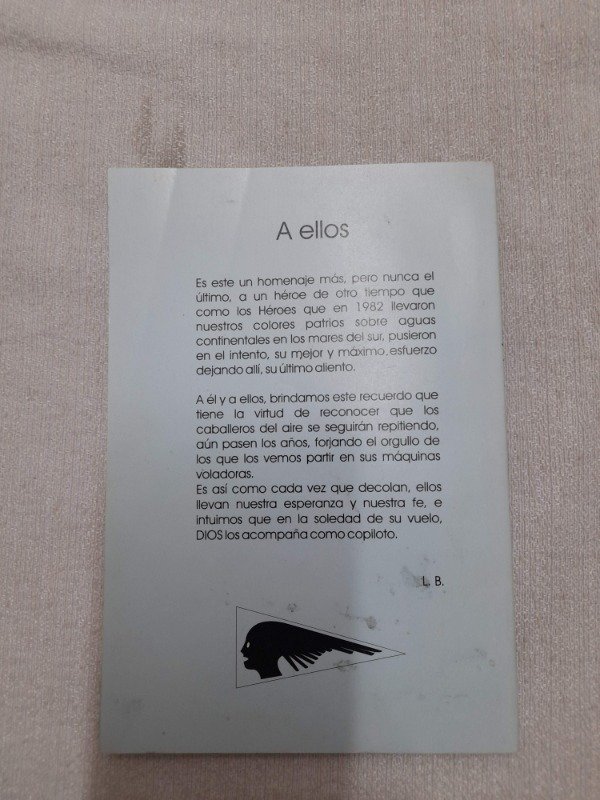 A ellos
Es este un homenaje más, pero nunca el
último, a un héroe de otro tiempo que
como los Héroes que en 1982 llevaron
nuestros colores patrios sobre aguas
continentales en los mares del sur, pusieron
en el intento, su mejor y máximo esfuerzo
dejando allí, su último aliento.
A él y a ellos, brindamos este recuerdo que
tiene la virtud de reconocer que los
caballeros del aire se seguirán repitiendo,
aún pasen los años, forjando el orgullo de
los que los vemos partir en sus máquinas
voladoras.
Es así como cada vez que decolan, ellos
llevan nuestra esperanza y nuestra fe, e
intuimos que en la soledad de su vuelo,
DIOS los acompaña como copiloto.
L. B.